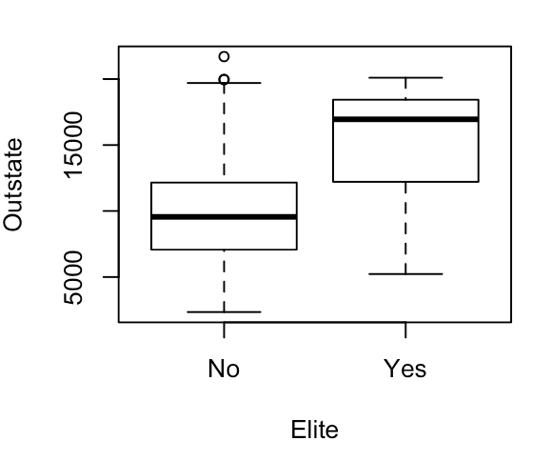 Outstate
15000
5000
No
Yes
Elite